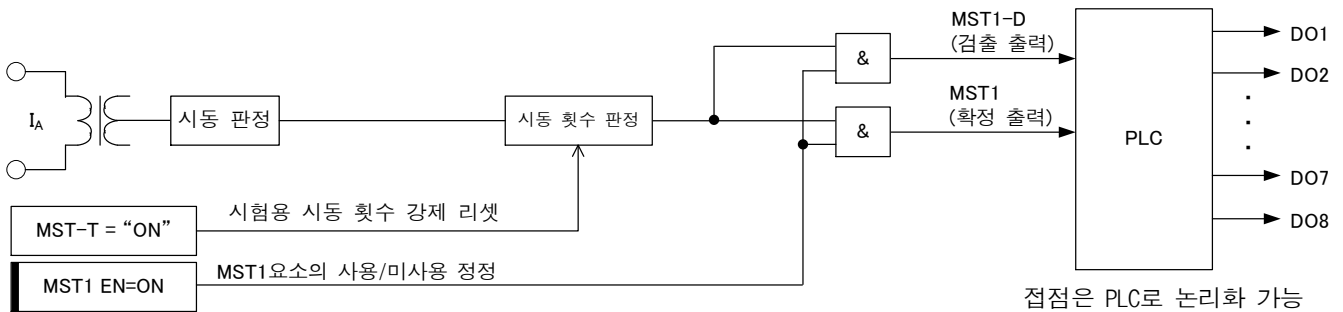 MST1-D
(검출 출력)
DO1
&
DO2
I_A
시동 판정
시동 횟수 판정
MST1
(확정 출력)
&
PLC
DO7
시험용 시동 횟수 강제 리셋
MST-T = “ON”
DO8
MST1요소의 사용/미사용 정정
MST1 EN=ON
접점은 PLC로 논리화 가능